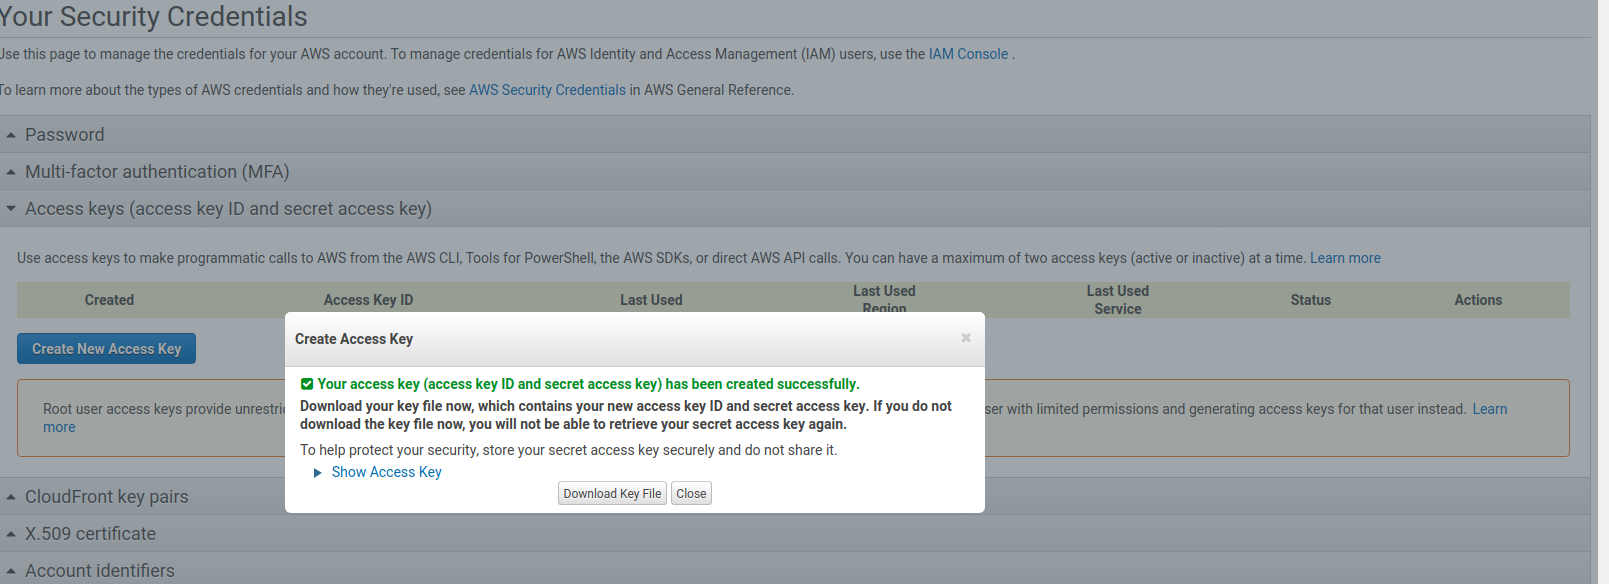 Your Security Credentials
Use this page to manage the credentials for your AWS account. To manage credentials for AWS Identity and Access Management (IAM) users, use the IAM Console .
To learn more about the types of AWS credentials and how they're used, see AWS Security Credentials in AWS General Reference.
Password
Multi-factor authentication (MFA)
Access keys (access key ID and secret access key)
Use access keys to make programmatic calls to AWS from the AWS CLI, Tools for PowerShell, the AWS SDKs, or direct AWS API calls. You can have a maximum of two access keys (active or inactive) at a time. Learn more
Created Access Key ID Last Used Last Used Region Last Used Service Status Actions
Create New Access Key
Create Access Key
Your access key (access key ID and secret access key) has been created successfully.
Download your key file now, which contains your new access key ID and secret access key. If you do not
download the key file now, you will not be able to retrieve your secret access key again.
To help protect your security, store your secret access key securely and do not share it.
Show Access Key
Download Key File Close
Root user access keys provide
ser with limited permissions and generating access keys for that user instead. Learn
more
CloudFront key pairs
X.509 certificate
Account identifiers